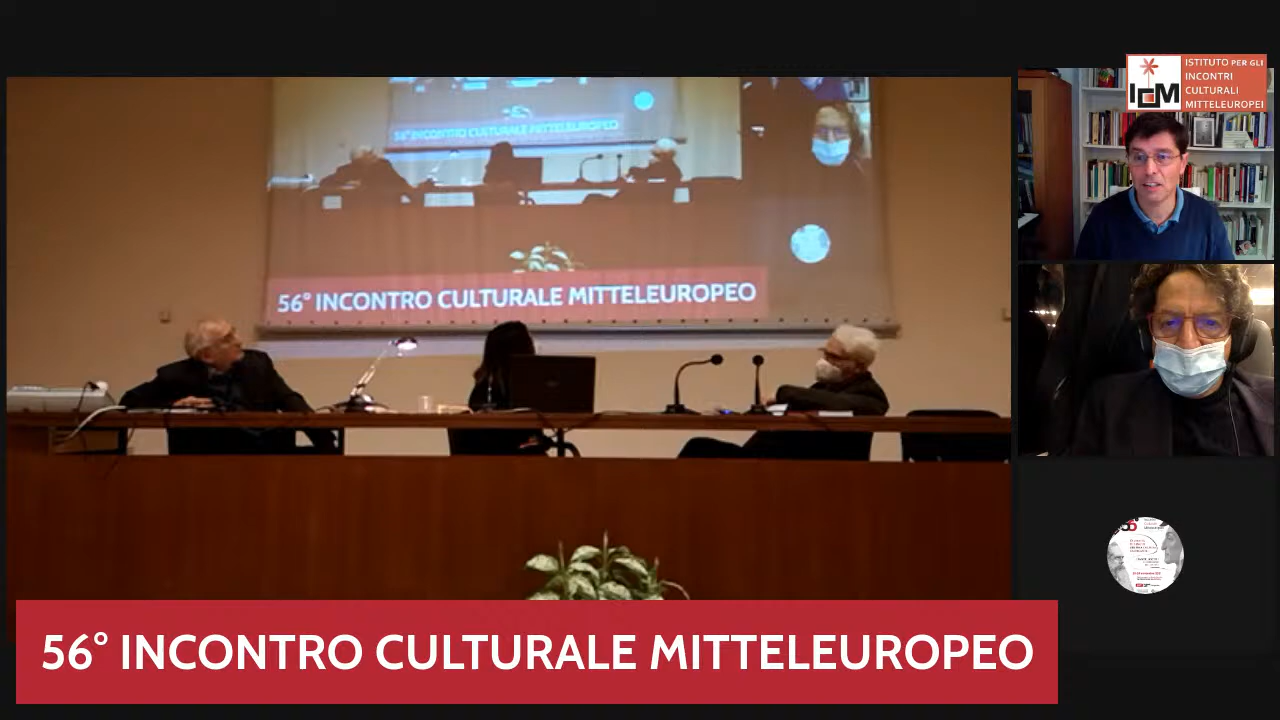 ISTITUTO PER GLI
INCONTRI
CULTURALI
MITTELEUROPEI
ICM
56° INCONTRO CULTURALE MITTELEUROPEO
56° INCONTRO CULTURALE MITTELEUROPEO
56° INCONTRO CULTURALE MITTELEUROPEO